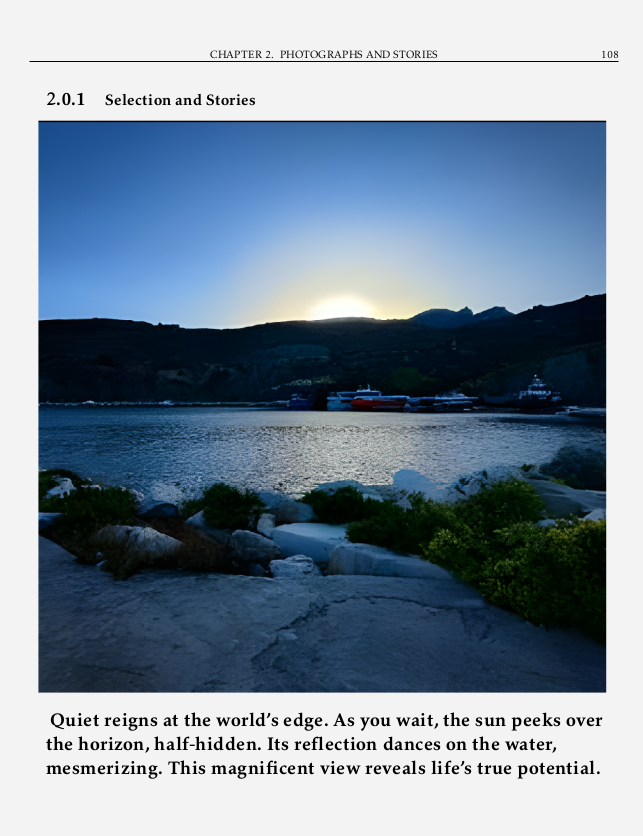 CHAPTER 2. PHOTOGRAPHS AND STORIES 108
2.0.1 Selection and Stories
Quiet reigns at the world's edge. As you wait, the sun peeks over
the horizon, half-hidden. Its reflection dances on the water,
mesmerizing. This magnificent view reveals life's true potential.